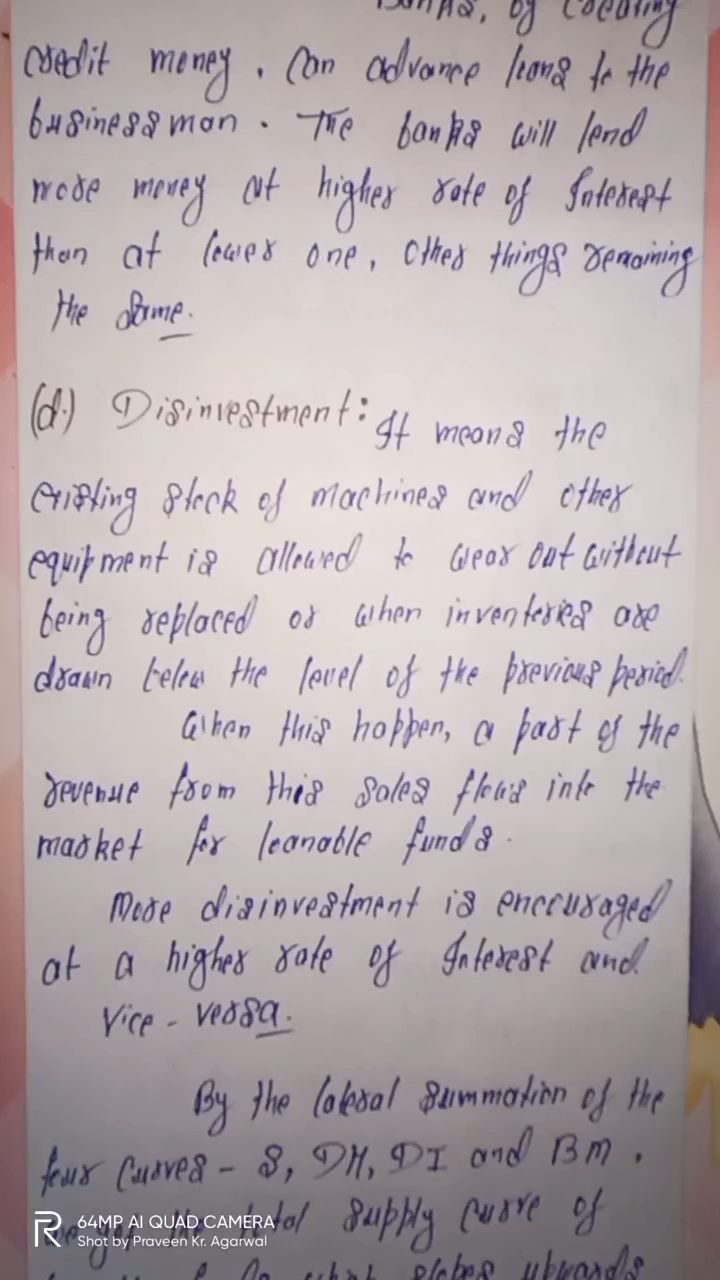 Banks, by creating
credit money, can advance loans to the
businessman. The banks will lend
more money at higher rate of Interest
than at lower one, other things remaining
the same.
(d.) Disinvestment: It means the
existing stock of machines and other
equipment is allowed to wear out without
being replaced or when inventories are
drawn below the level of the previous period.
When this happen, a part of the
revenue from this sales flows into the
market for loanable funds.
More disinvestment is encouraged
at a higher rate of Interest and
Vice-versa.
By the lateral summation of the
four curves - S, DH, DI and BM,
supply curve of
slopes upwards
64MP AI QUAD CAMERA
Shot by Praveen Kr. Agarwal